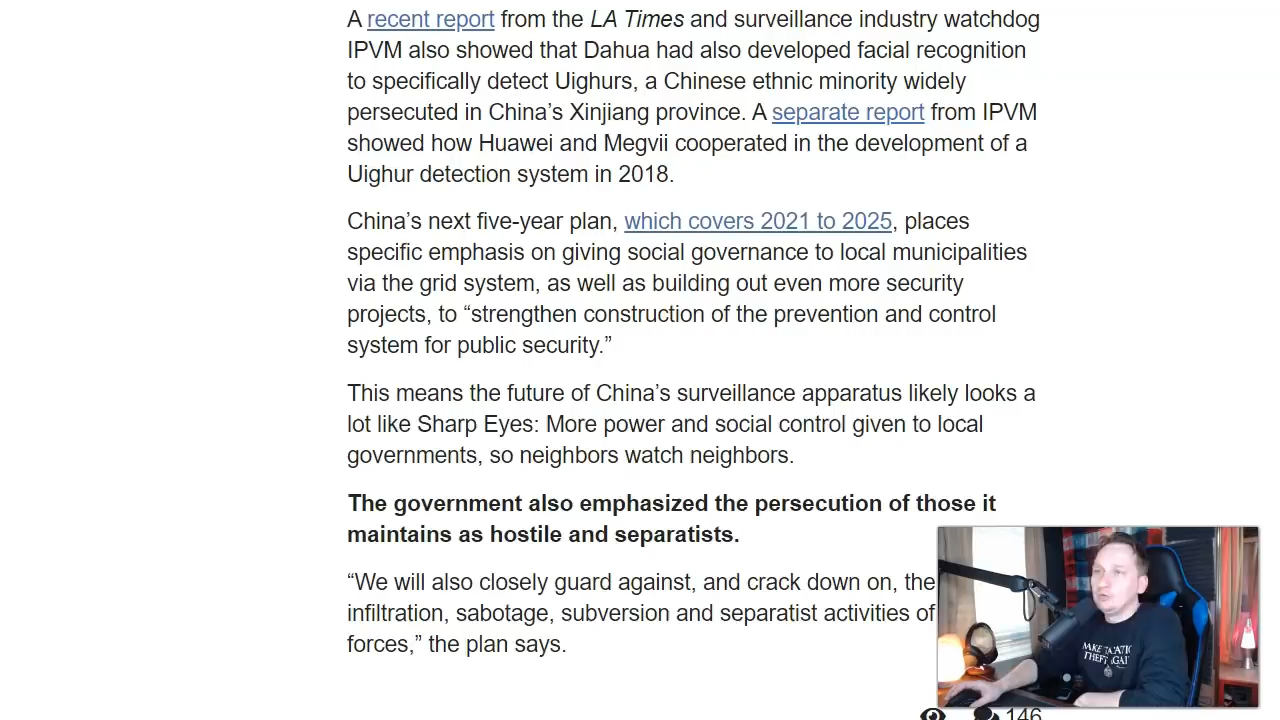 A recent report from the LA Times and surveillance industry watchdog
IPVM also showed that Dahua had also developed facial recognition
to specifically detect Uighurs, a Chinese ethnic minority widely
persecuted in China’s Xinjiang province. A separate report from IPVM
showed how Huawei and Megvii cooperated in the development of a
Uighur detection system in 2018.
China’s next five-year plan, which covers 2021 to 2025, places
specific emphasis on giving social governance to local municipalities
via the grid system, as well as building out even more security
projects, to “strengthen construction of the prevention and control
system for public security.”
This means the future of China’s surveillance apparatus likely looks a
lot like Sharp Eyes: More power and social control given to local
governments, so neighbors watch neighbors.
The government also emphasized the persecution of those it
maintains as hostile and separatists.
“We will also closely guard against, and crack down on, the
infiltration, sabotage, subversion and separatist activities of
forces,” the plan says.
146